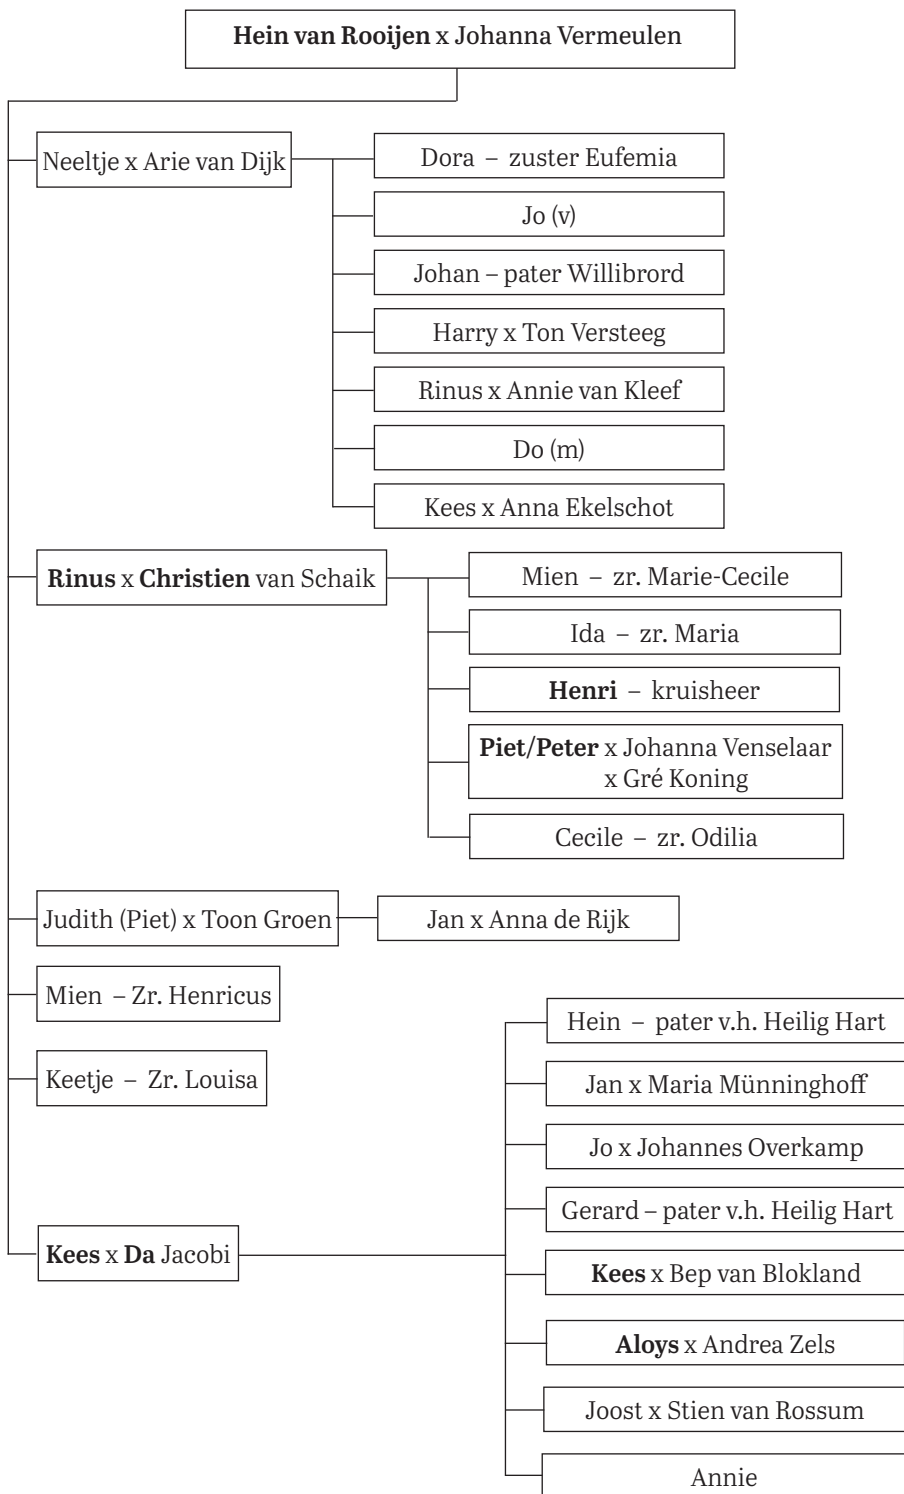 Hein van Rooijen x Johanna Vermeulen
Neeltje x Arie van Dijk
Dora – zuster Eufemia
Jo (v)
Johan – pater Willibrord
Harry x Ton Versteeg
Rinus x Annie van Kleef
Do (m)
Kees x Anna Ekelschot
Rinus x Christien van Schaik
Mien – zr. Marie-Cecile
Ida – zr. Maria
Henri – kruisheer
Piet/Peter x Johanna Venselaar
x Gré Koning
Cecile – zr. Odilia
Judith (Piet) x Toon Groen
Jan x Anna de Rijk
Mien – Zr. Henricus
Keetje – Zr. Louisa
Kees x Da Jacobi
Hein – pater v.h. Heilig Hart
Jan x Maria Münninghoff
Jo x Johannes Overkamp
Gerard – pater v.h. Heilig Hart
Kees x Bep van Blokland
Aloys x Andrea Zels
Joost x Stien van Rossum
Annie